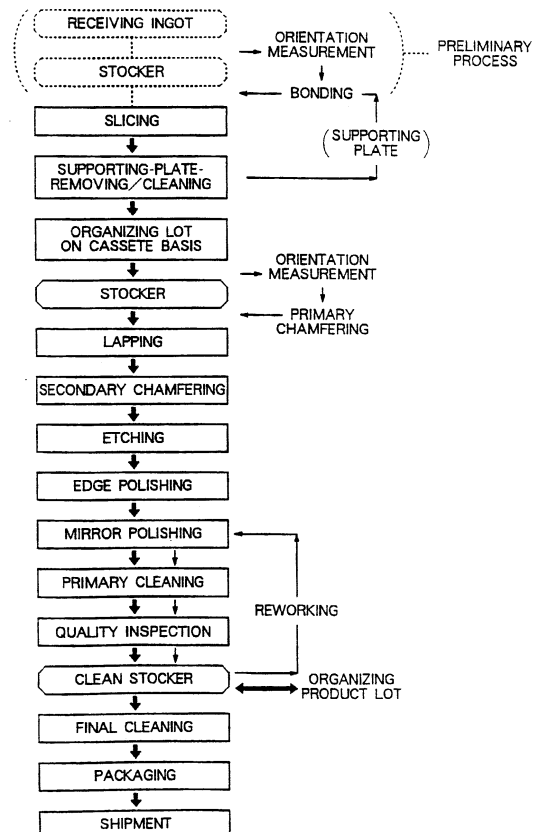 RECEIVING INGOT
ORIENTATION
MEASUREMENT
PRELIMINARY
PROCESS
STOCKER
BONDING
SLICING
(SUPPORTING
PLATE)
SUPPORTING-PLATE-
REMOVING/CLEANING
ORGANIZING LOT
ON CASSETE BASIS
ORIENTATION
MEASUREMENT
STOCKER
PRIMARY
CHAMFERING
LAPPING
SECONDARY CHAMFERING
ETCHING
EDGE POLISHING
MIRROR POLISHING
PRIMARY CLEANING
REWORKING
QUALITY INSPECTION
CLEAN STOCKER
ORGANIZING
PRODUCT LOT
FINAL CLEANING
PACKAGING
SHIPMENT